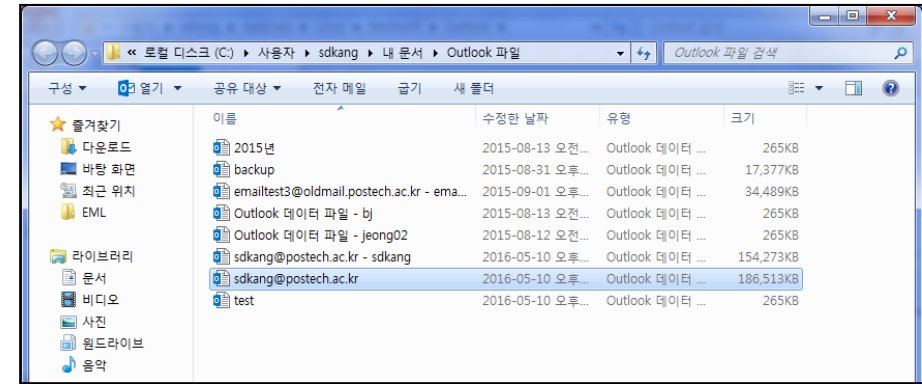 « 로컬 디스크 (C:) ▸ 사용자 ▸ sdkang ▸ 내 문서 ▸ Outlook 파일
Outlook 파일 검색
구성 열기 공유 대상 전자 메일 굽기 새 폴더
이름 수정한 날짜 유형 크기
즐겨찾기
다운로드
바탕 화면
최근 위치
EML
라이브러리
문서
비디오
사진
원드라이브
음악
2015년 2015-08-13 오전... Outlook 데이터 ... 265KB
backup 2015-08-31 오후... Outlook 데이터 ... 17,377KB
emailtest3@oldmail.postech.ac.kr - ema... 2015-09-01 오후... Outlook 데이터 ... 34,489KB
Outlook 데이터 파일 - bj 2015-08-13 오전... Outlook 데이터 ... 265KB
Outlook 데이터 파일 - jeong02 2015-08-12 오전... Outlook 데이터 ... 265KB
sdkang@postech.ac.kr - sdkang 2016-05-10 오후... Outlook 데이터 ... 154,273KB
sdkang@postech.ac.kr 2016-05-10 오후... Outlook 데이터 ... 186,513KB
test 2016-05-10 오후... Outlook 데이터 ... 265KB